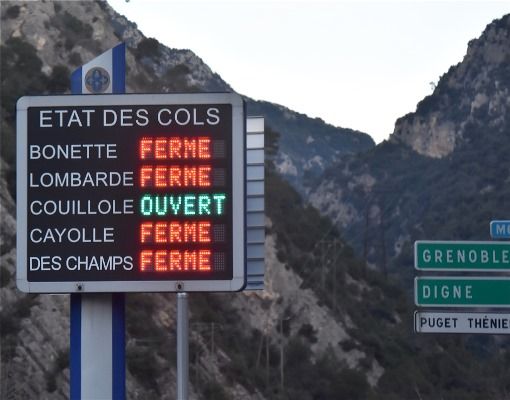 ETAT DES COLS
BONETTE FERME
LOMBARDE FERME
COUILLOLE OUVERT
CAYOLLE FERME
DES CHAMPS FERME
GRENOBLE
DIGNE
PUGET THÉNIE